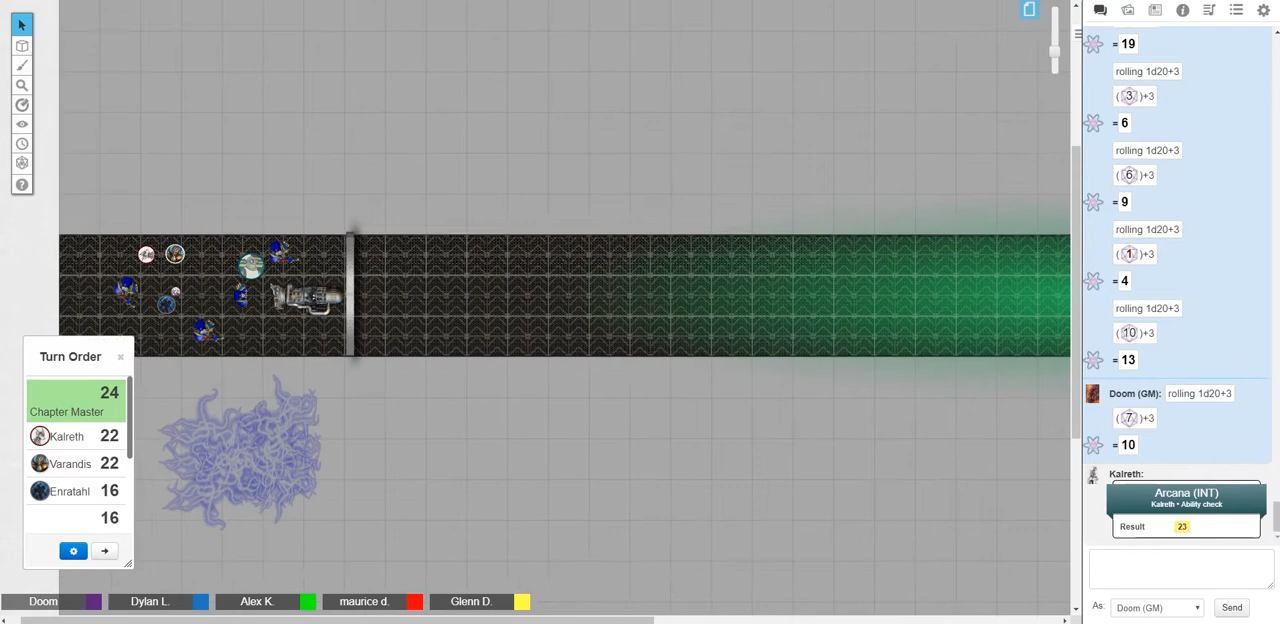 = 19
rolling 1d20+3
(3)+3
= 6
rolling 1d20+3
(6)+3
= 9
rolling 1d20+3
(1)+3
= 4
rolling 1d20+3
(10)+3
= 13
Doom (GM): rolling 1d20+3
(7)+3
= 10
Kalreth:
Arcana (INT)
Kalreth • Ability check
Result 23
As: Doom (GM) Send
Turn Order ×
24
Chapter Master
Kalreth 22
Varandis 22
Enratahl 16
16
Doom Dylan L. Alex K. maurice d. Glenn D.